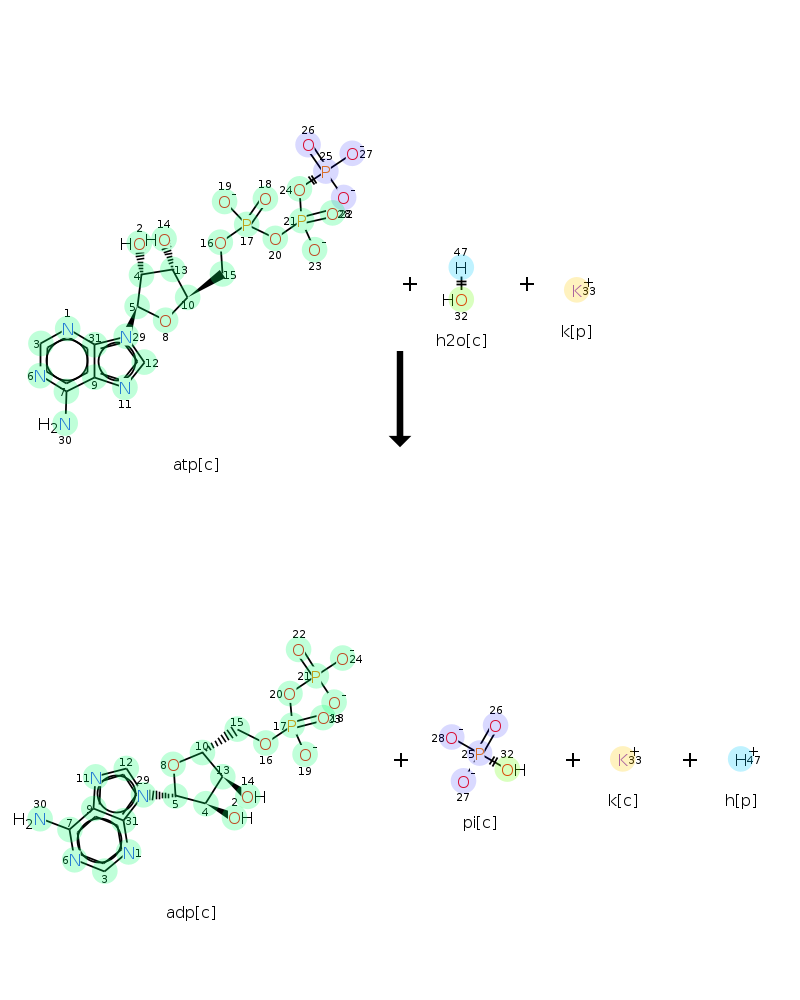 26
25
O
P
O
-
27
19
18
24
O
O
-
O
O
-
2
14
O
-
P
21
P
O
28
22
HO
HO
16
O
17
O
20
O
-
23
4
13
15
47
H
+
+
5
10
HO
K
+
33
1
O
8
32
N
31
N
29
k[p]
3
h2o[c]
12
6
N
9
N
7
11
H2N
30
atp[c]
22
O
O
-
24
21
P
20
O
O
-
15
17
P
O
23
18
26
O
10
16
O
O
-
19
28
O
-
12
8
O
25
P
32
+
+
K
+
33
+
H
+
47
11
N
29
13
14
O
-
OH
30
N
5
OH
27
k[c]
h[p]
H2N
9
2
7
31
4
OH
pi[c]
6
N
N
1
3
adp[c]